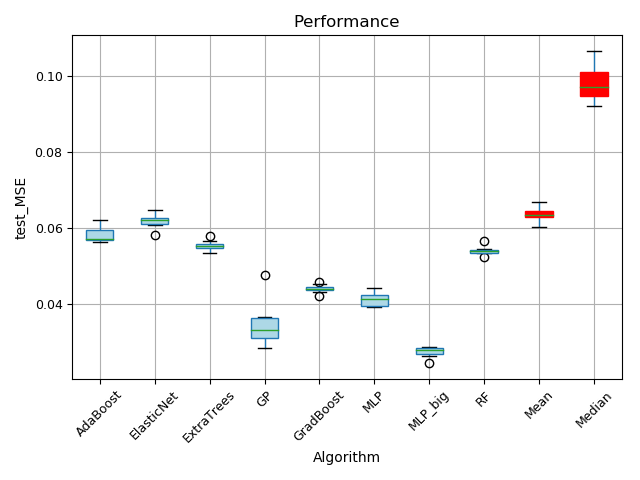 Performance
test_MSE
0.10
0.08
0.06
0.04
AdaBoost
ElasticNet
ExtraTrees
GP
GradBoost
MLP
MLP_big
RF
Mean
Median
Algorithm